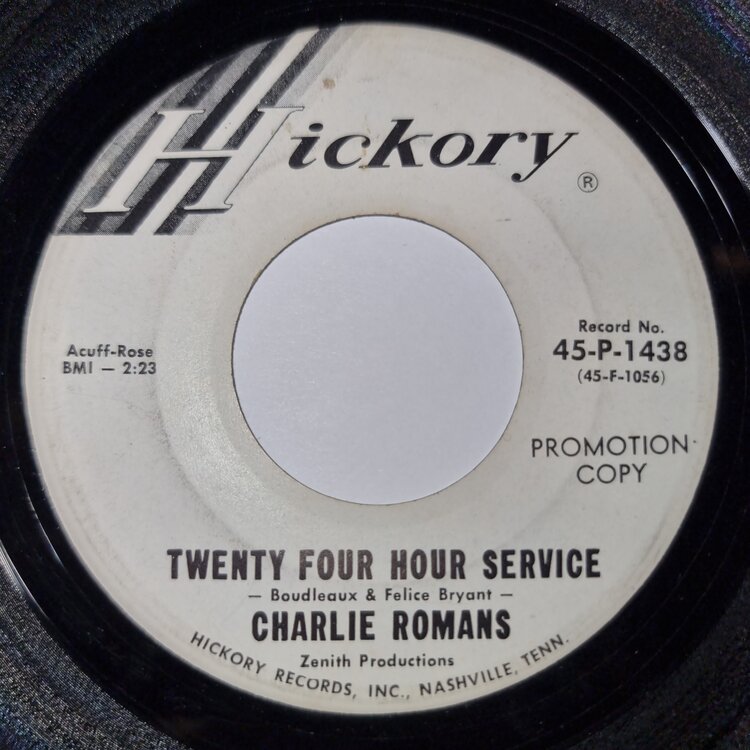 Hickory ®
Acuff-Rose
BMI — 2:23
Record No.
45-P-1438
(45-F-1056)
PROMOTION
COPY
TWENTY FOUR HOUR SERVICE
— Boudleaux & Felice Bryant —
CHARLIE ROMANS
Zenith Productions
HICKORY RECORDS, INC., NASHVILLE, TENN.